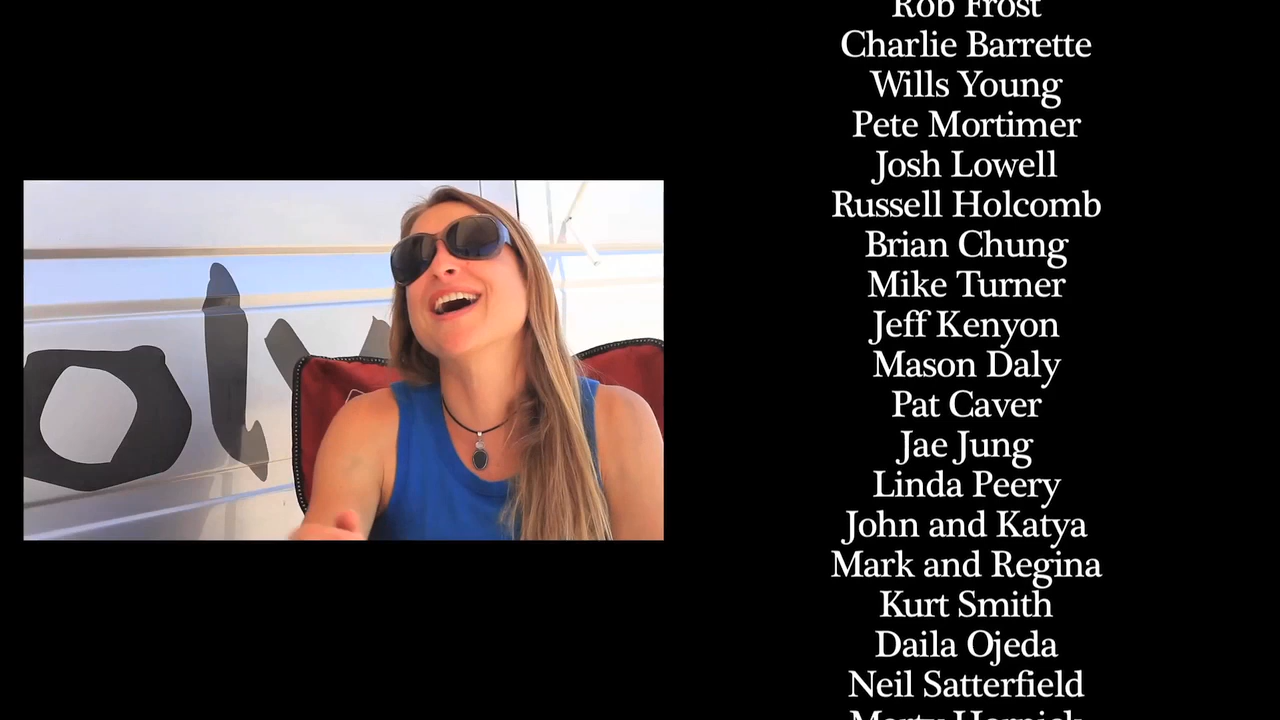 oly
Rob Frost
Charlie Barrette
Wills Young
Pete Mortimer
Josh Lowell
Russell Holcomb
Brian Chung
Mike Turner
Jeff Kenyon
Mason Daly
Pat Caver
Jae Jung
Linda Peery
John and Katya
Mark and Regina
Kurt Smith
Daila Ojeda
Neil Satterfield